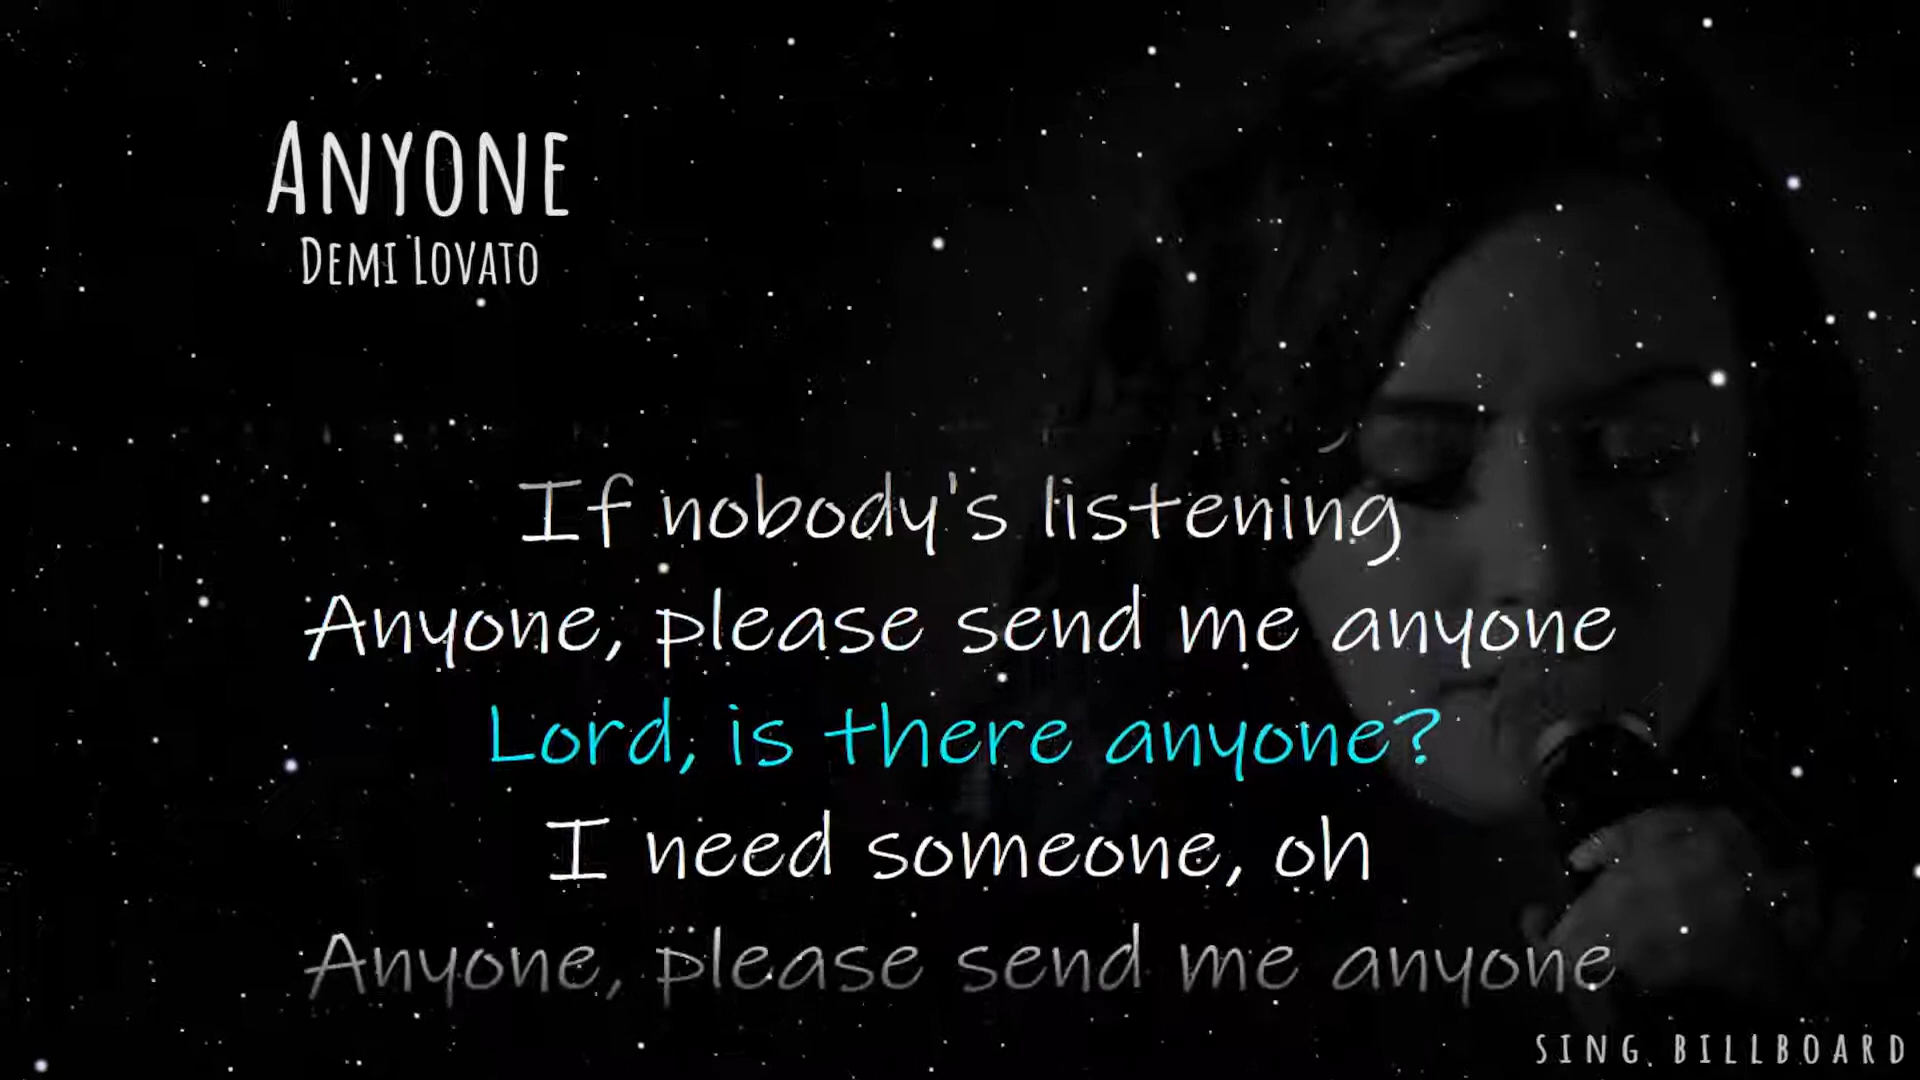 ANYONE
DEMI LOVATO
If nobody's listening
Anyone, please send me anyone
Lord, is there anyone?
I need someone, oh
Anyone, please send me anyone
SING. BILLBOARD